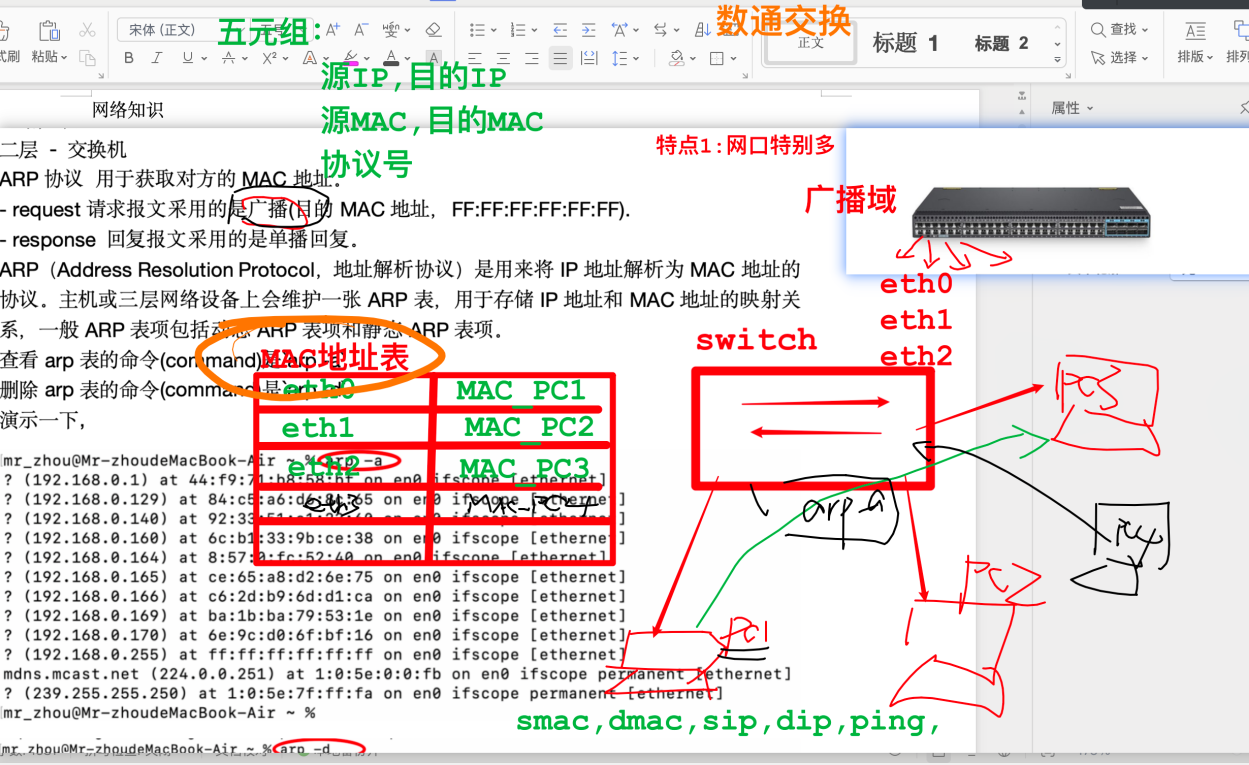 数通交换
五元组:
源IP,目的IP
源MAC,目的MAC
协议号
宋体 (正文)
粘贴
B I U
正文
标题 1
标题 2
查找
选择
排版
属性
网络知识
二层 - 交换机
ARP 协议 用于获取对方的 MAC 地址。
- request 请求报文采用的是广播(目的 MAC 地址, FF:FF:FF:FF:FF:FF).
- response 回复报文采用的是单播回复。
ARP（Address Resolution Protocol，地址解析协议）是用来将 IP 地址解析为 MAC 地址的
协议。主机或三层网络设备上会维护一张 ARP 表，用于存储 IP 地址和 MAC 地址的映射关
系，一般 ARP 表项包括动态 ARP 表项和静态 ARP 表项。
查看 arp 表的命令(command)是 arp -a
删除 arp 表的命令(command)是 arp -d
演示一下，
特点1:网口特别多
广播域
eth0
eth1
eth2
switch
MAC地址表
eth0 MAC_PC1
eth1 MAC_PC2
eth2 MAC_PC3
eth3 MAC_PC4
mr_zhou@Mr-zhoudeMacBook-Air ~ % arp -a
? (192.168.0.1) at 44:f9:71:b8:58:bf on en0 ifscope [ethernet]
? (192.168.0.129) at 84:c5:a6:d6: :65 on en0 ifscope [ethernet]
? (192.168.0.140) at 92:33: on en0 ifscope [ethernet]
? (192.168.0.160) at 6c:b1:33:9b:ce:38 on en0 ifscope [ethernet]
? (192.168.0.164) at 8:57:0:fc:52:40 on en0 ifscope [ethernet]
? (192.168.0.165) at ce:65:a8:d2:6e:75 on en0 ifscope [ethernet]
? (192.168.0.166) at c6:2d:b9:6d:d1:ca on en0 ifscope [ethernet]
? (192.168.0.169) at ba:1b:ba:79:53:1e on en0 ifscope [ethernet]
? (192.168.0.170) at 6e:9c:d0:6f:bf:16 on en0 ifscope [ethernet]
? (192.168.0.255) at ff:ff:ff:ff:ff:ff on en0 ifscope [ethernet]
mdns.mcast.net (224.0.0.251) at 1:0:5e:0:0:fb on en0 ifscope permanent [ethernet]
? (239.255.255.250) at 1:0:5e:7f:ff:fa on en0 ifscope permanent [ethernet]
mr_zhou@Mr-zhoudeMacBook-Air ~ %
mr_zhou@Mr-zhoudeMacBook-Air ~ % arp -d
arp-a
PC3
PC4
PC2
PC1
smac,dmac,sip,dip,ping,